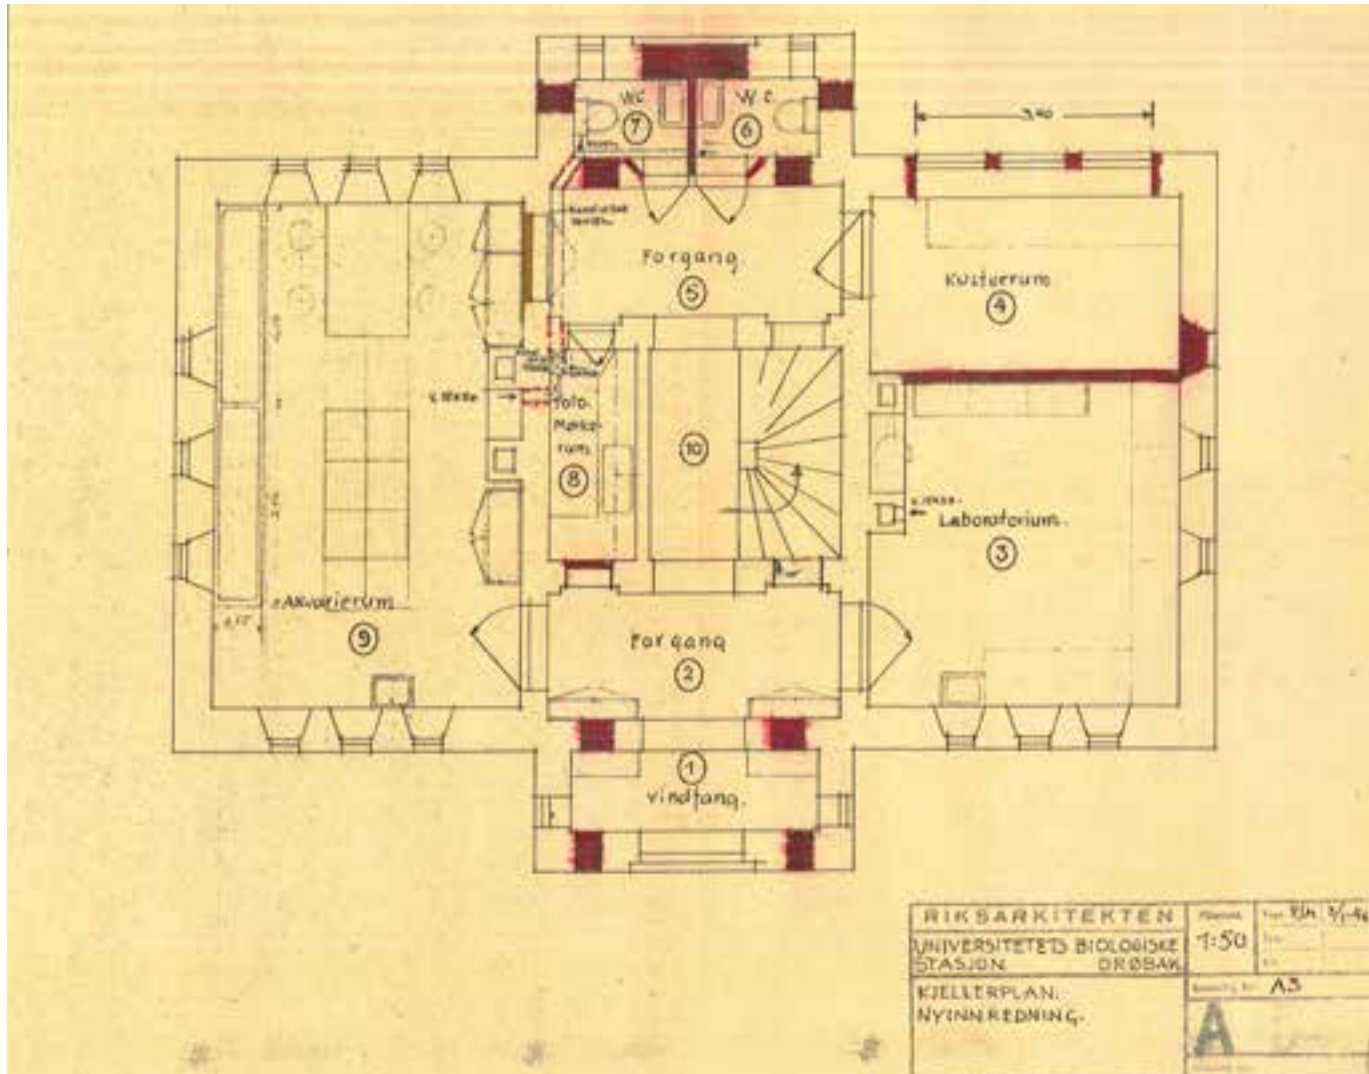 W.C.
7
W.C.
6
3,40
Forgang.
5
Kusterrum
4
Foto.
Mørke-
rum.
8
10
Laboratorium.
3
Akvarierum
9
Forgang
2
1
Vindfang.
RIKSARKITEKTEN
1:50
UNIVERSITETETS BIOLOGISKE
STASJON DRØBAK
KJELLERPLAN.
NYINNREDNING.
A3
A